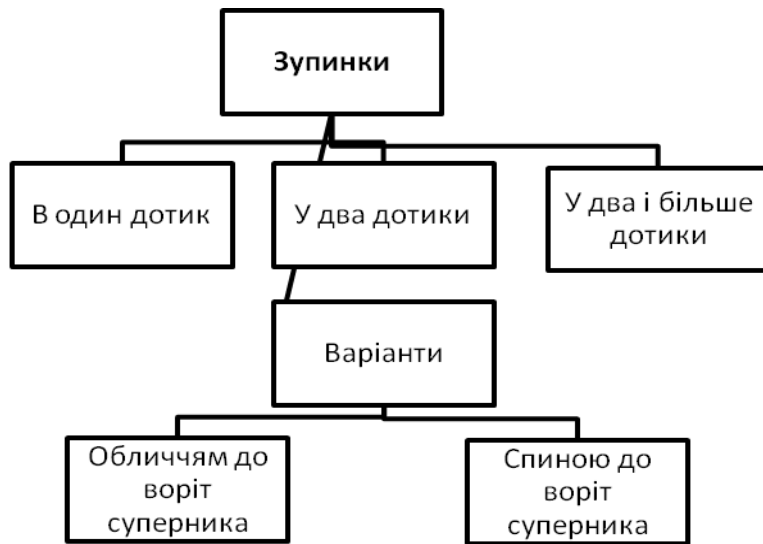 Зупинки
В один дотик
У два дотики
У два і більше
дотики
Варіанти
Обличчям до
воріт
суперника
Спиною до
воріт
суперника